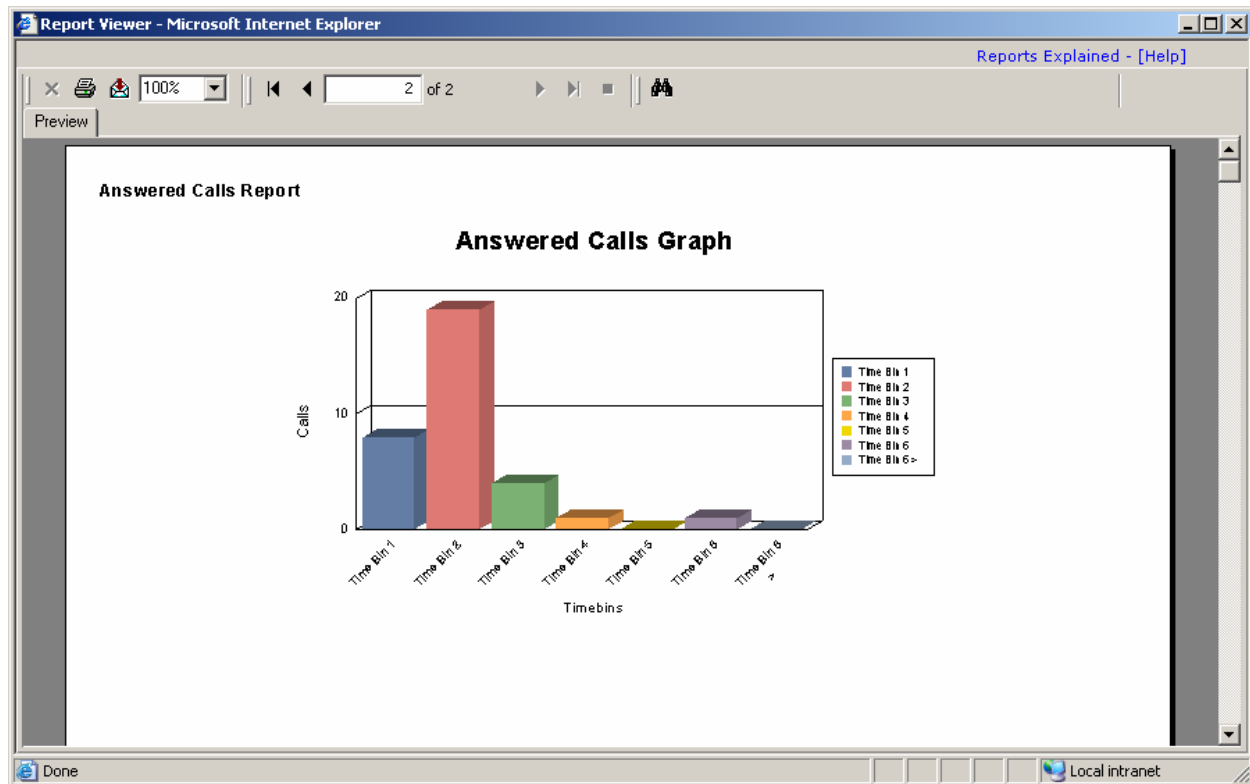 Report Viewer - Microsoft Internet Explorer
Reports Explained - [Help]
100%
2 of 2
Preview
Answered Calls Report
Answered Calls Graph
20
10
0
Calls
Time Bin 1
Time Bin 2
Time Bin 3
Time Bin 4
Time Bin 5
Time Bin 6
Time Bin 6 >
Time Bin 1
Time Bin 2
Time Bin 3
Time Bin 4
Time Bin 5
Time Bin 6
Time Bin 6
>
Timebins
Done
Local intranet